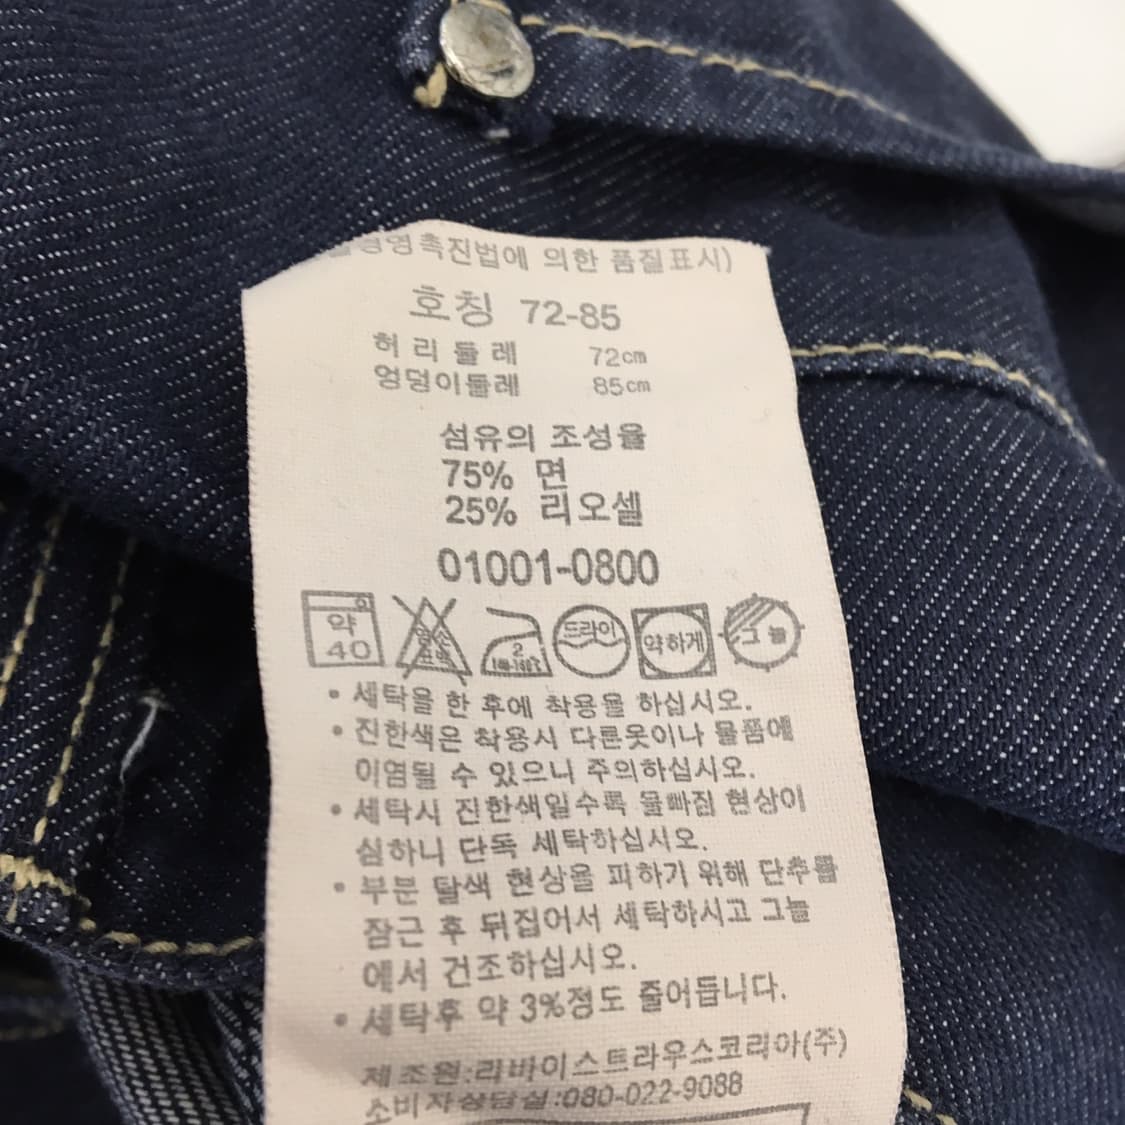 경영촉진법에 의한 품질표시)
호칭 72-85
허리둘레 72cm
엉덩이둘레 85cm
섬유의 조성율
75% 면
25% 리오셀
01001-0800
약 40
염소 표백
2
드라이
약하게
그늘
• 세탁을 한 후에 착용을 하십시오.
• 진한색은 착용시 다른옷이나 물품에
이염될 수 있으니 주의하십시오.
• 세탁시 진한색일수록 물빠짐 현상이
심하니 단독 세탁하십시오.
• 부분 탈색 현상을 피하기 위해 단추를
잠근 후 뒤집어서 세탁하시고 그늘
에서 건조하십시오.
• 세탁후 약 3%정도 줄어듭니다.
제조원:리바이스트라우스코리아(주)
소비자상담실:080-022-9088